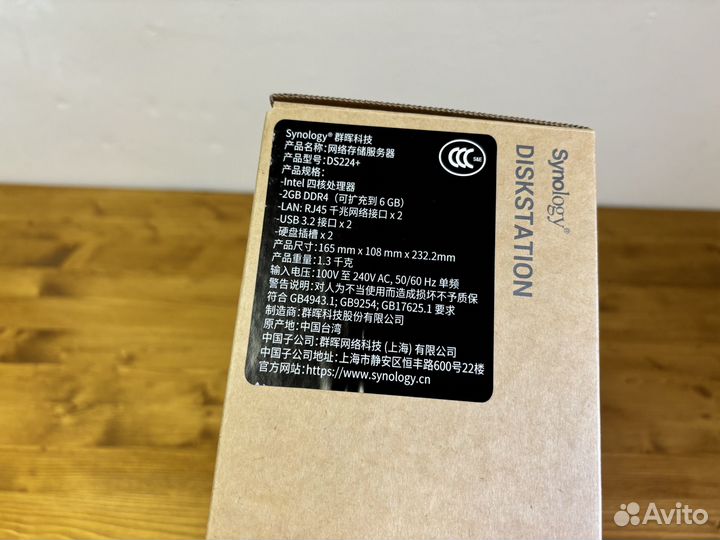 Synology® 群晖科技
产品名称：网络存储服务器
产品型号：DS224+
产品规格：
-Intel 四核处理器
-2GB DDR4（可扩充到 6 GB）
-LAN: RJ45 千兆网络接口 x 2
-USB 3.2 接口 x 2
-硬盘插槽 x 2
产品尺寸：165 mm x 108 mm x 232.2mm
产品重量：1.3 千克
输入电压：100V 至 240V AC, 50/60 Hz 单频
警告说明：对人为不当使用而造成损坏不予质保
符合 GB4943.1; GB9254; GB17625.1 要求
制造商：群晖科技股份有限公司
原产地：中国台湾
中国子公司：群晖网络科技 (上海) 有限公司
中国子公司地址：上海市静安区恒丰路600号22楼
官方网站：https://www.synology.cn
CCC S&E
Synology®
DISKSTATION
Avito